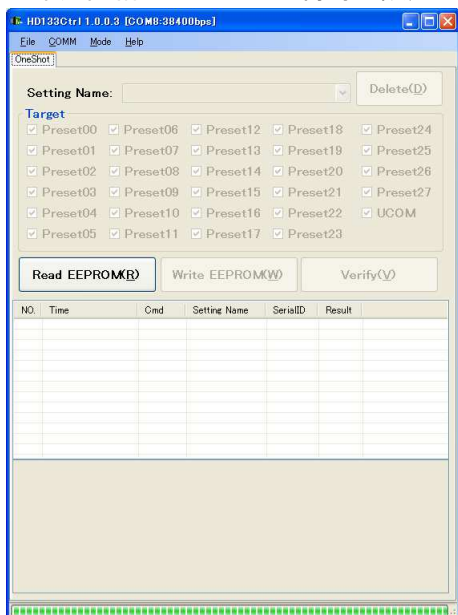 HD133Ctrl 1.0.0.3 [COM8:38400bps]
File COMM Mode Help
OneShot
Setting Name: Delete(D)
Target
Preset00 Preset06 Preset12 Preset18 Preset24
Preset01 Preset07 Preset13 Preset19 Preset25
Preset02 Preset08 Preset14 Preset20 Preset26
Preset03 Preset09 Preset15 Preset21 Preset27
Preset04 Preset10 Preset16 Preset22 UCOM
Preset05 Preset11 Preset17 Preset23
Read EEPROM(R) Write EEPROM(W) Verify(V)
NO. Time Cmd Setting Name SerialID Result